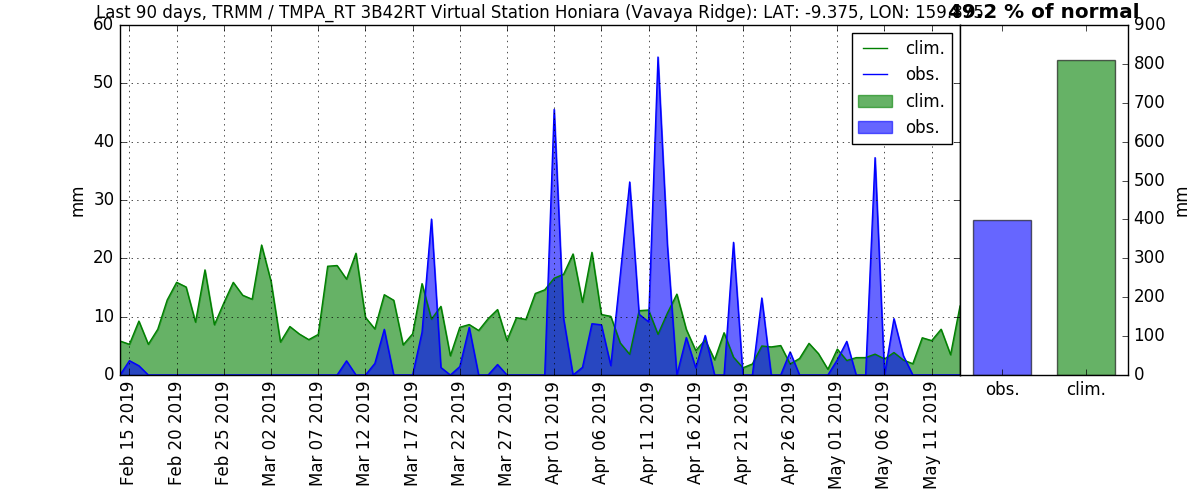 Last 90 days, TRMM / TMPA_RT 3B42RT Virtual Station Honiara (Vavaya Ridge): LAT: -9.375, LON:
49.2 % of normal
60
50
40
30
20
10
0
mm
clim.
obs.
clim.
obs.
900
800
700
600
500
400
300
200
100
0
mm
obs.
clim.
Feb 15 2019
Feb 20 2019
Feb 25 2019
Mar 02 2019
Mar 07 2019
Mar 12 2019
Mar 17 2019
Mar 22 2019
Mar 27 2019
Apr 01 2019
Apr 06 2019
Apr 11 2019
Apr 16 2019
Apr 21 2019
Apr 26 2019
May 01 2019
May 06 2019
May 11 2019